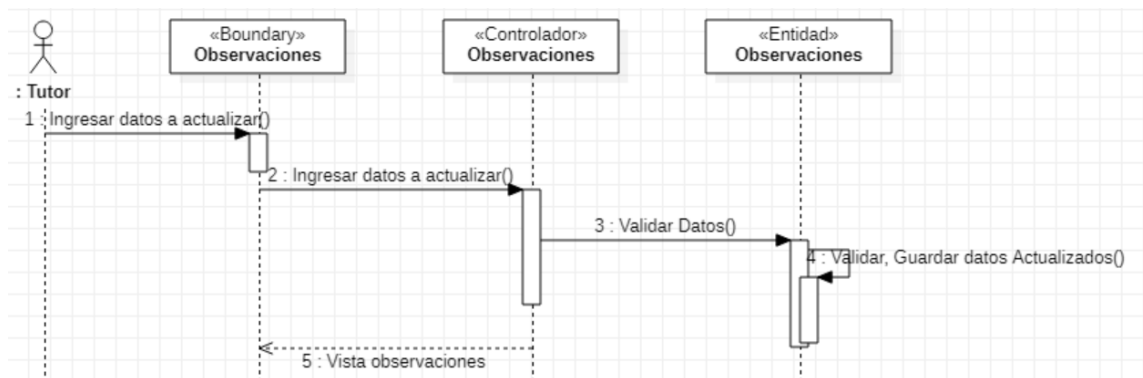 «Boundary»
Observaciones
«Controlador»
Observaciones
«Entidad»
Observaciones
: Tutor
1 : Ingresar datos a actualizar()
2 : Ingresar datos a actualizar()
3 : Validar Datos()
4 : Validar, Guardar datos Actualizados()
5 : Vista observaciones